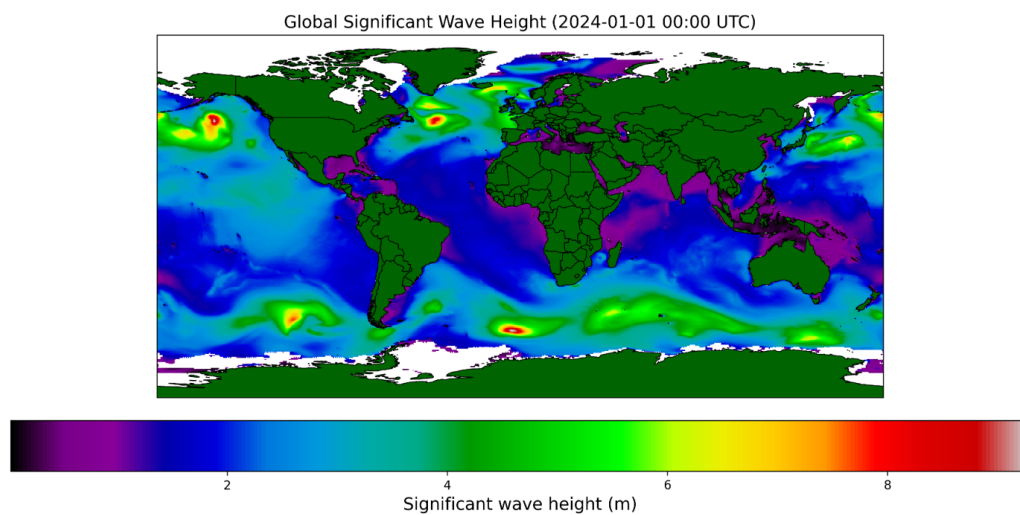 Global Significant Wave Height (2024-01-01 00:00 UTC)
2 4 6 8
Significant wave height (m)